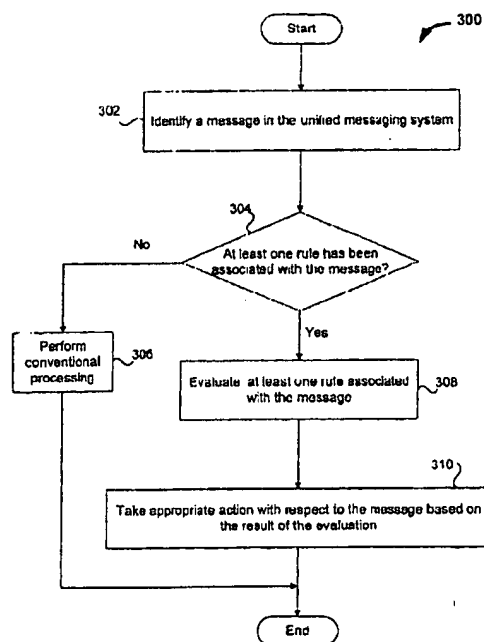 Start
300
302
Identify a message in the unified messaging system
304
No
At least one rule has been
associated with the message?
Yes
Perform
conventional
processing
306
Evaluate at least one rule associated
with the message
308
310
Take appropriate action with respect to the message based on
the result of the evaluation
End